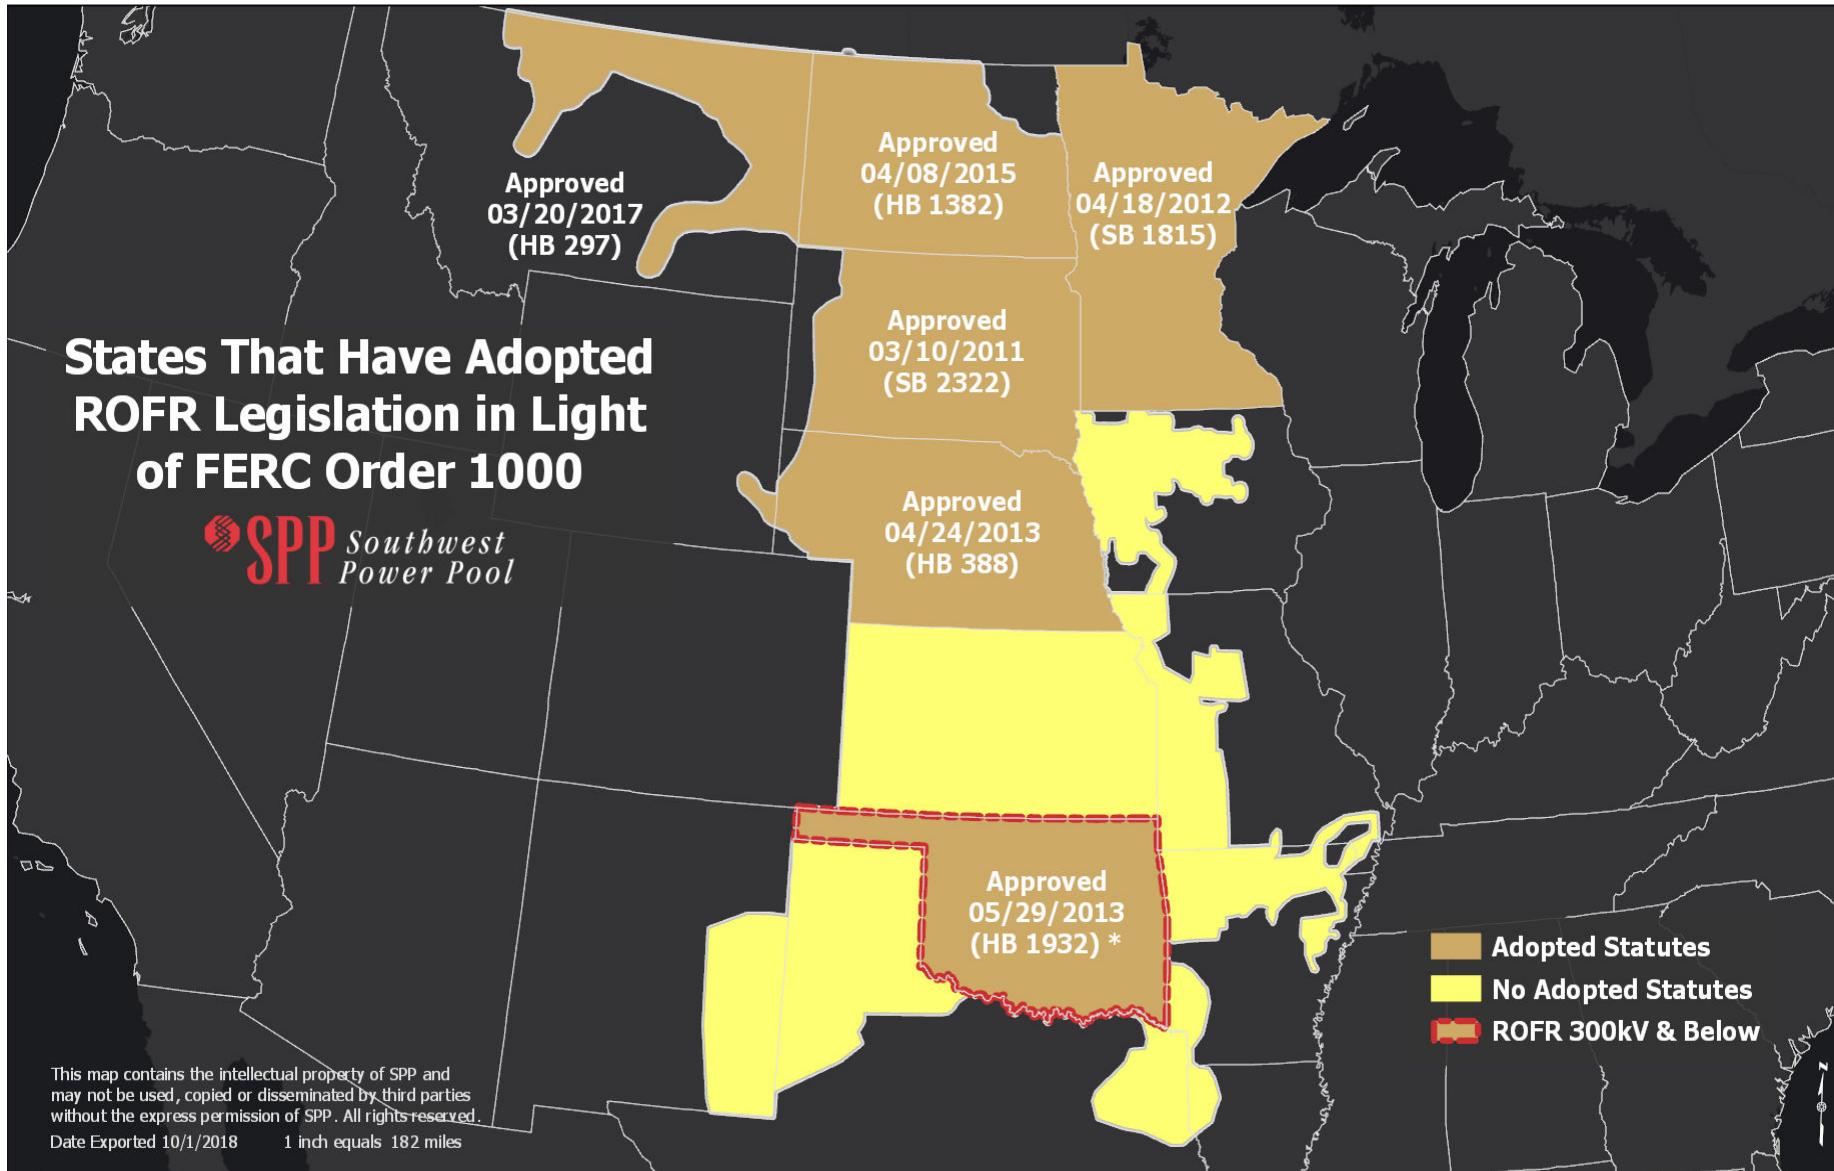 Approved
03/20/2017
(HB 297)
Approved
04/08/2015
(HB 1382)
Approved
04/18/2012
(SB 1815)
States That Have Adopted
ROFR Legislation in Light
of FERC Order 1000
SPP Southwest
Power Pool
Approved
03/10/2011
(SB 2322)
Approved
04/24/2013
(HB 388)
Approved
05/29/2013
(HB 1932) *
Adopted Statutes
No Adopted Statutes
ROFR 300kV & Below
This map contains the intellectual property of SPP and
may not be used, copied or disseminated by third parties
without the express permission of SPP. All rights reserved.
Date Exported 10/1/2018 1 inch equals 182 miles
N